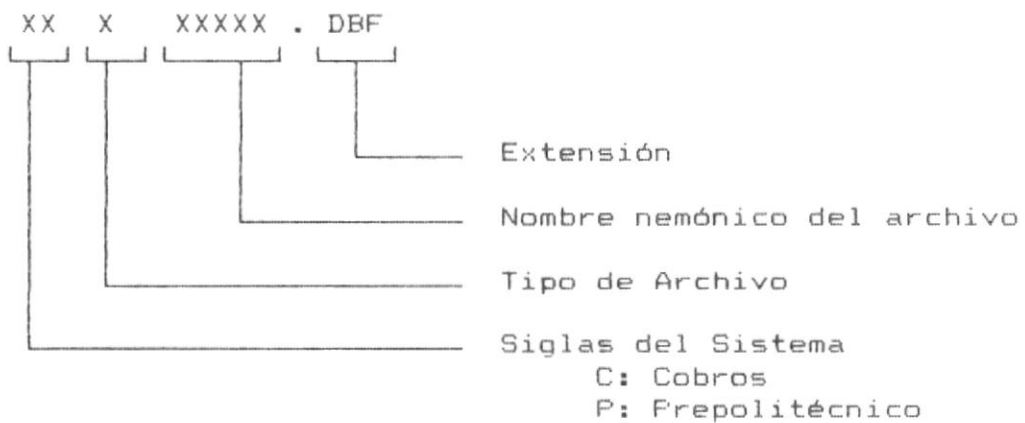 XX X XXXXX . DBF
Extensión
Nombre nemónico del archivo
Tipo de Archivo
Siglas del Sistema
C: Cobros
P: Prepolitécnico